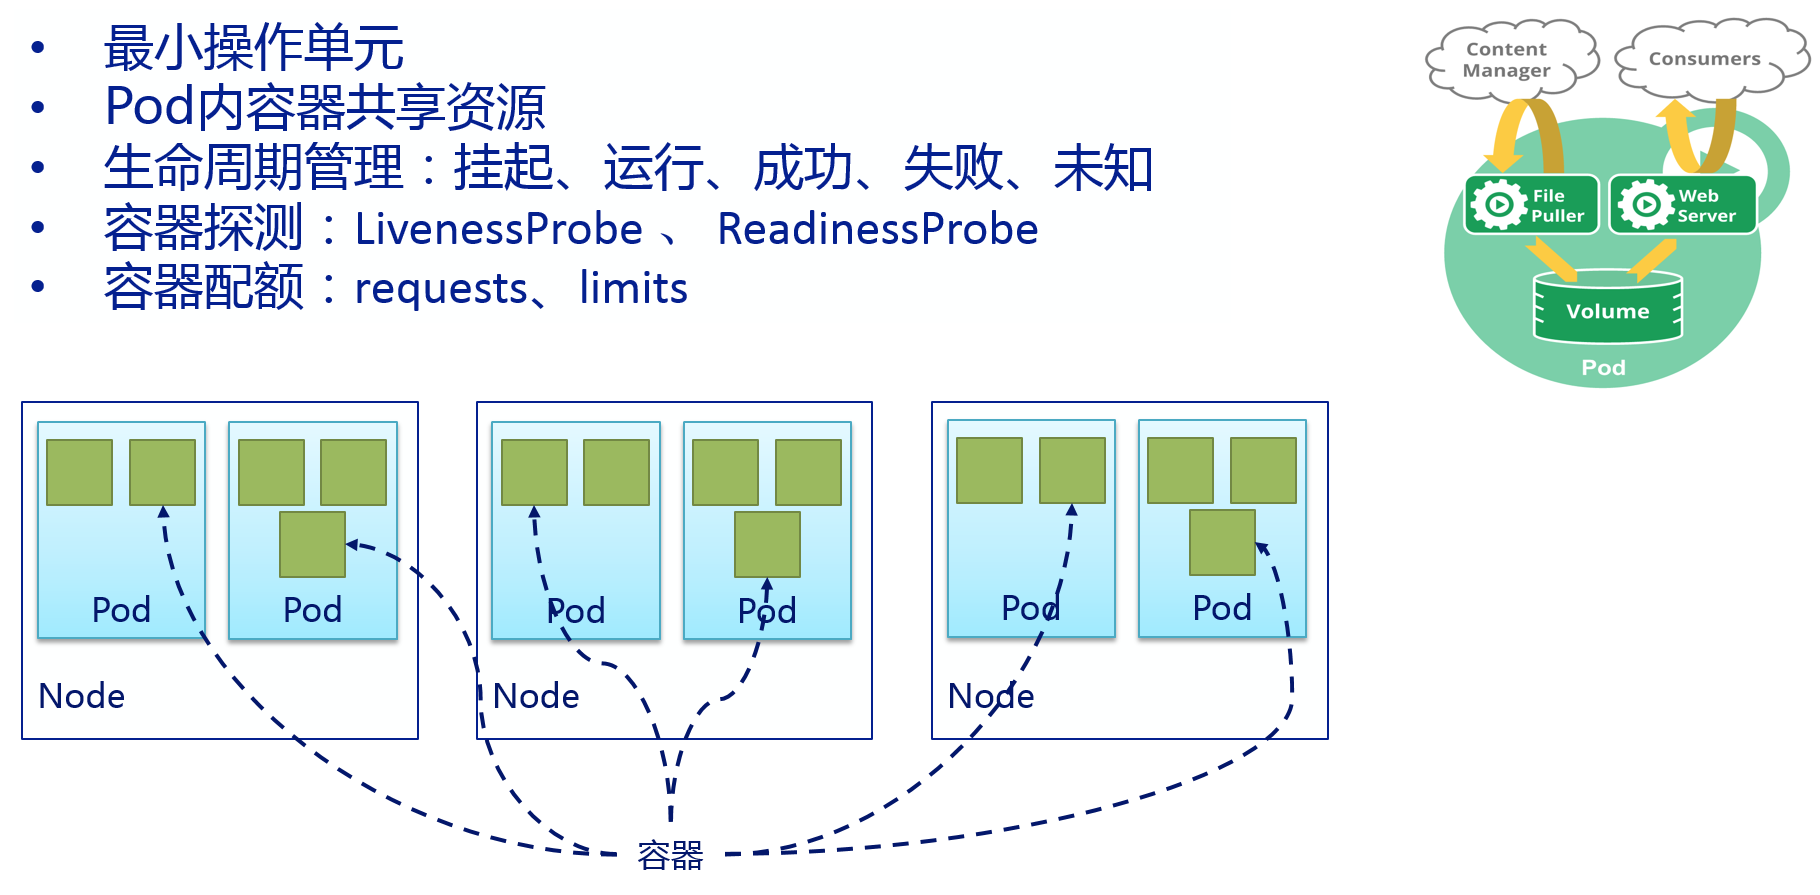 • 最小操作单元
• Pod内容器共享资源
• 生命周期管理：挂起、运行、成功、失败、未知
• 容器探测：LivenessProbe 、 ReadinessProbe
• 容器配额：requests、limits
Content
Manager
Consumers
File
Puller
Web
Server
Volume
Pod
Pod
Pod
Node
Pod
Pod
Node
Pod
Pod
Node
容器